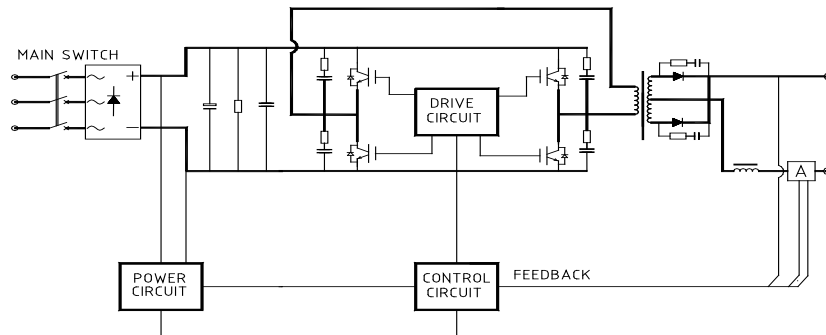 MAIN SWITCH
+
−
DRIVE
CIRCUIT
A
POWER
CIRCUIT
CONTROL
CIRCUIT
FEEDBACK